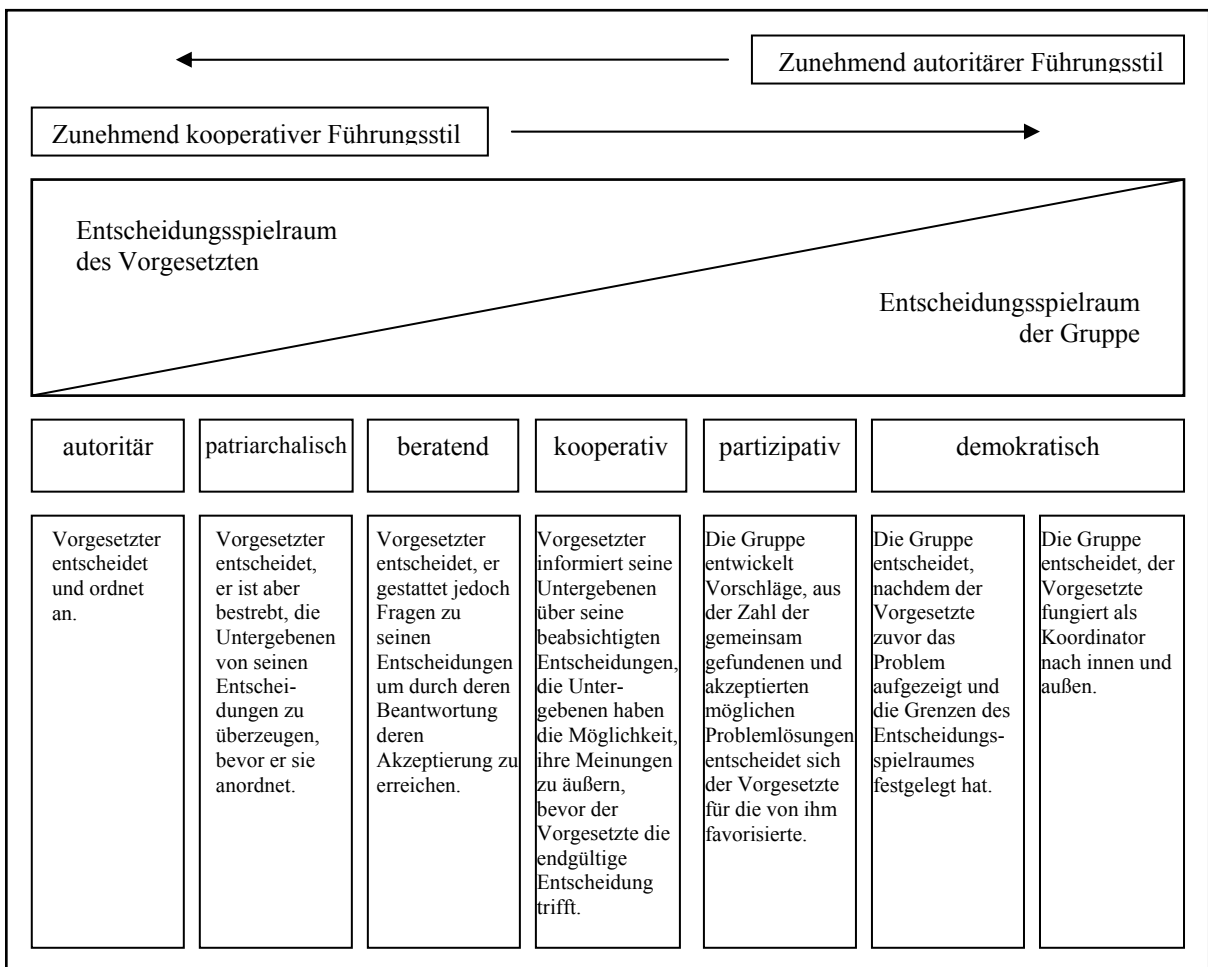 Zunehmend autoritärer Führungsstil
Zunehmend kooperativer Führungsstil
Entscheidungsspielraum
des Vorgesetzten
Entscheidungsspielraum
der Gruppe
autoritär
patriarchalisch
beratend
kooperativ
partizipativ
demokratisch
Vorgesetzter
entscheidet
und ordnet
an.
Vorgesetzter
entscheidet,
er ist aber
bestrebt, die
Untergebenen
von seinen
Entschei-
dungen zu
überzeugen,
bevor er sie
anordnet.
Vorgesetzter
entscheidet, er
gestattet jedoch
Fragen zu
seinen
Entscheidungen
um durch deren
Beantwortung
deren
Akzeptierung zu
erreichen.
Vorgesetzter
informiert seine
Untergebenen
über seine
beabsichtigten
Entscheidungen,
die Unter-
gebenen haben
die Möglichkeit,
ihre Meinungen
zu äußern,
bevor der
Vorgesetzte die
endgültige
Entscheidung
trifft.
Die Gruppe
entwickelt
Vorschläge, aus
der Zahl der
gemeinsam
gefundenen und
akzeptierten
möglichen
Problemlösungen
entscheidet sich
der Vorgesetzte
für die von ihm
favorisierte.
Die Gruppe
entscheidet,
nachdem der
Vorgesetzte
zuvor das
Problem
aufgezeigt und
die Grenzen des
Entscheidungs-
spielraumes
festgelegt hat.
Die Gruppe
entscheidet, der
Vorgesetzte
fungiert als
Koordinator
nach innen und
außen.